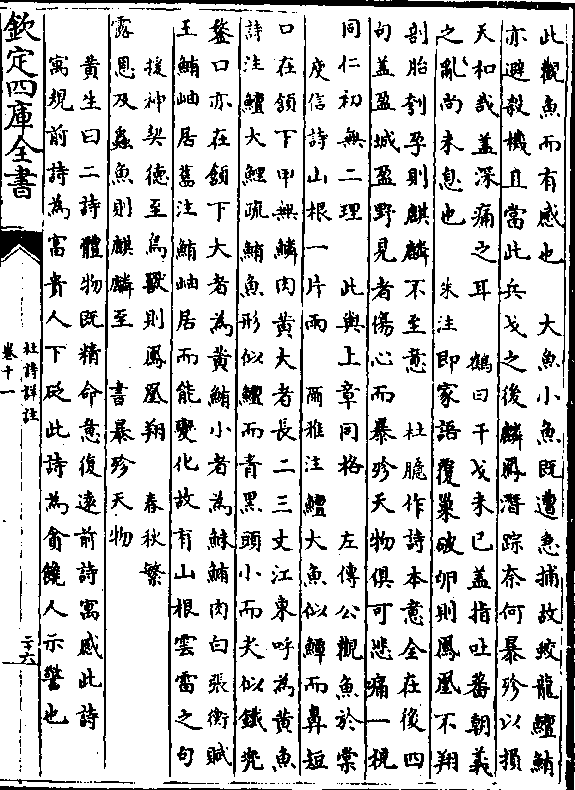 此觀魚而有感也　大魚小魚既遭急捕故蛟龍鱣鮪
亦避殺機且當此兵戈之後麟鳳潛踪奈何暴殄以損
天和哉蓋深痛之耳　鶴曰干戈未已蓋指吐蕃朝義
之亂尚未息也　朱注即家語覆巢破卵則鳳凰不翔
刳胎刳孕則麒麟不至意　杜臆作詩本意全在後四
句蓋盈城盈野見者傷心而暴殄天物俱可悲痛一視
同仁初無二理　此與上章同格　左傳公觀魚於棠
庾信詩山根一片雨　爾雅注鱣大魚似鱏而鼻短
口在頷下甲無鱗肉黃大者長二三丈江東呼為黃魚
詩注鱣大鯉疏鮪魚形似鱣而青黑頭小而尖似鐵兜
鍪口亦在頷下大者為黃鮪小者為鮛鮪肉白張衡賦
王鮪岫居舊注鮪岫居而能變化故有山根雲雷之句
援神契德至鳥獸則鳳凰翔　春秋繁
露恩及蟲魚則麒麟至　書暴殄天物
黄生曰二詩體物既精命意復遠前詩寓感此詩
寓規前詩為富貴人下砭此詩為貪饞人示警也
欽定四庫全書
杜詩詳註
卷十一
二十六